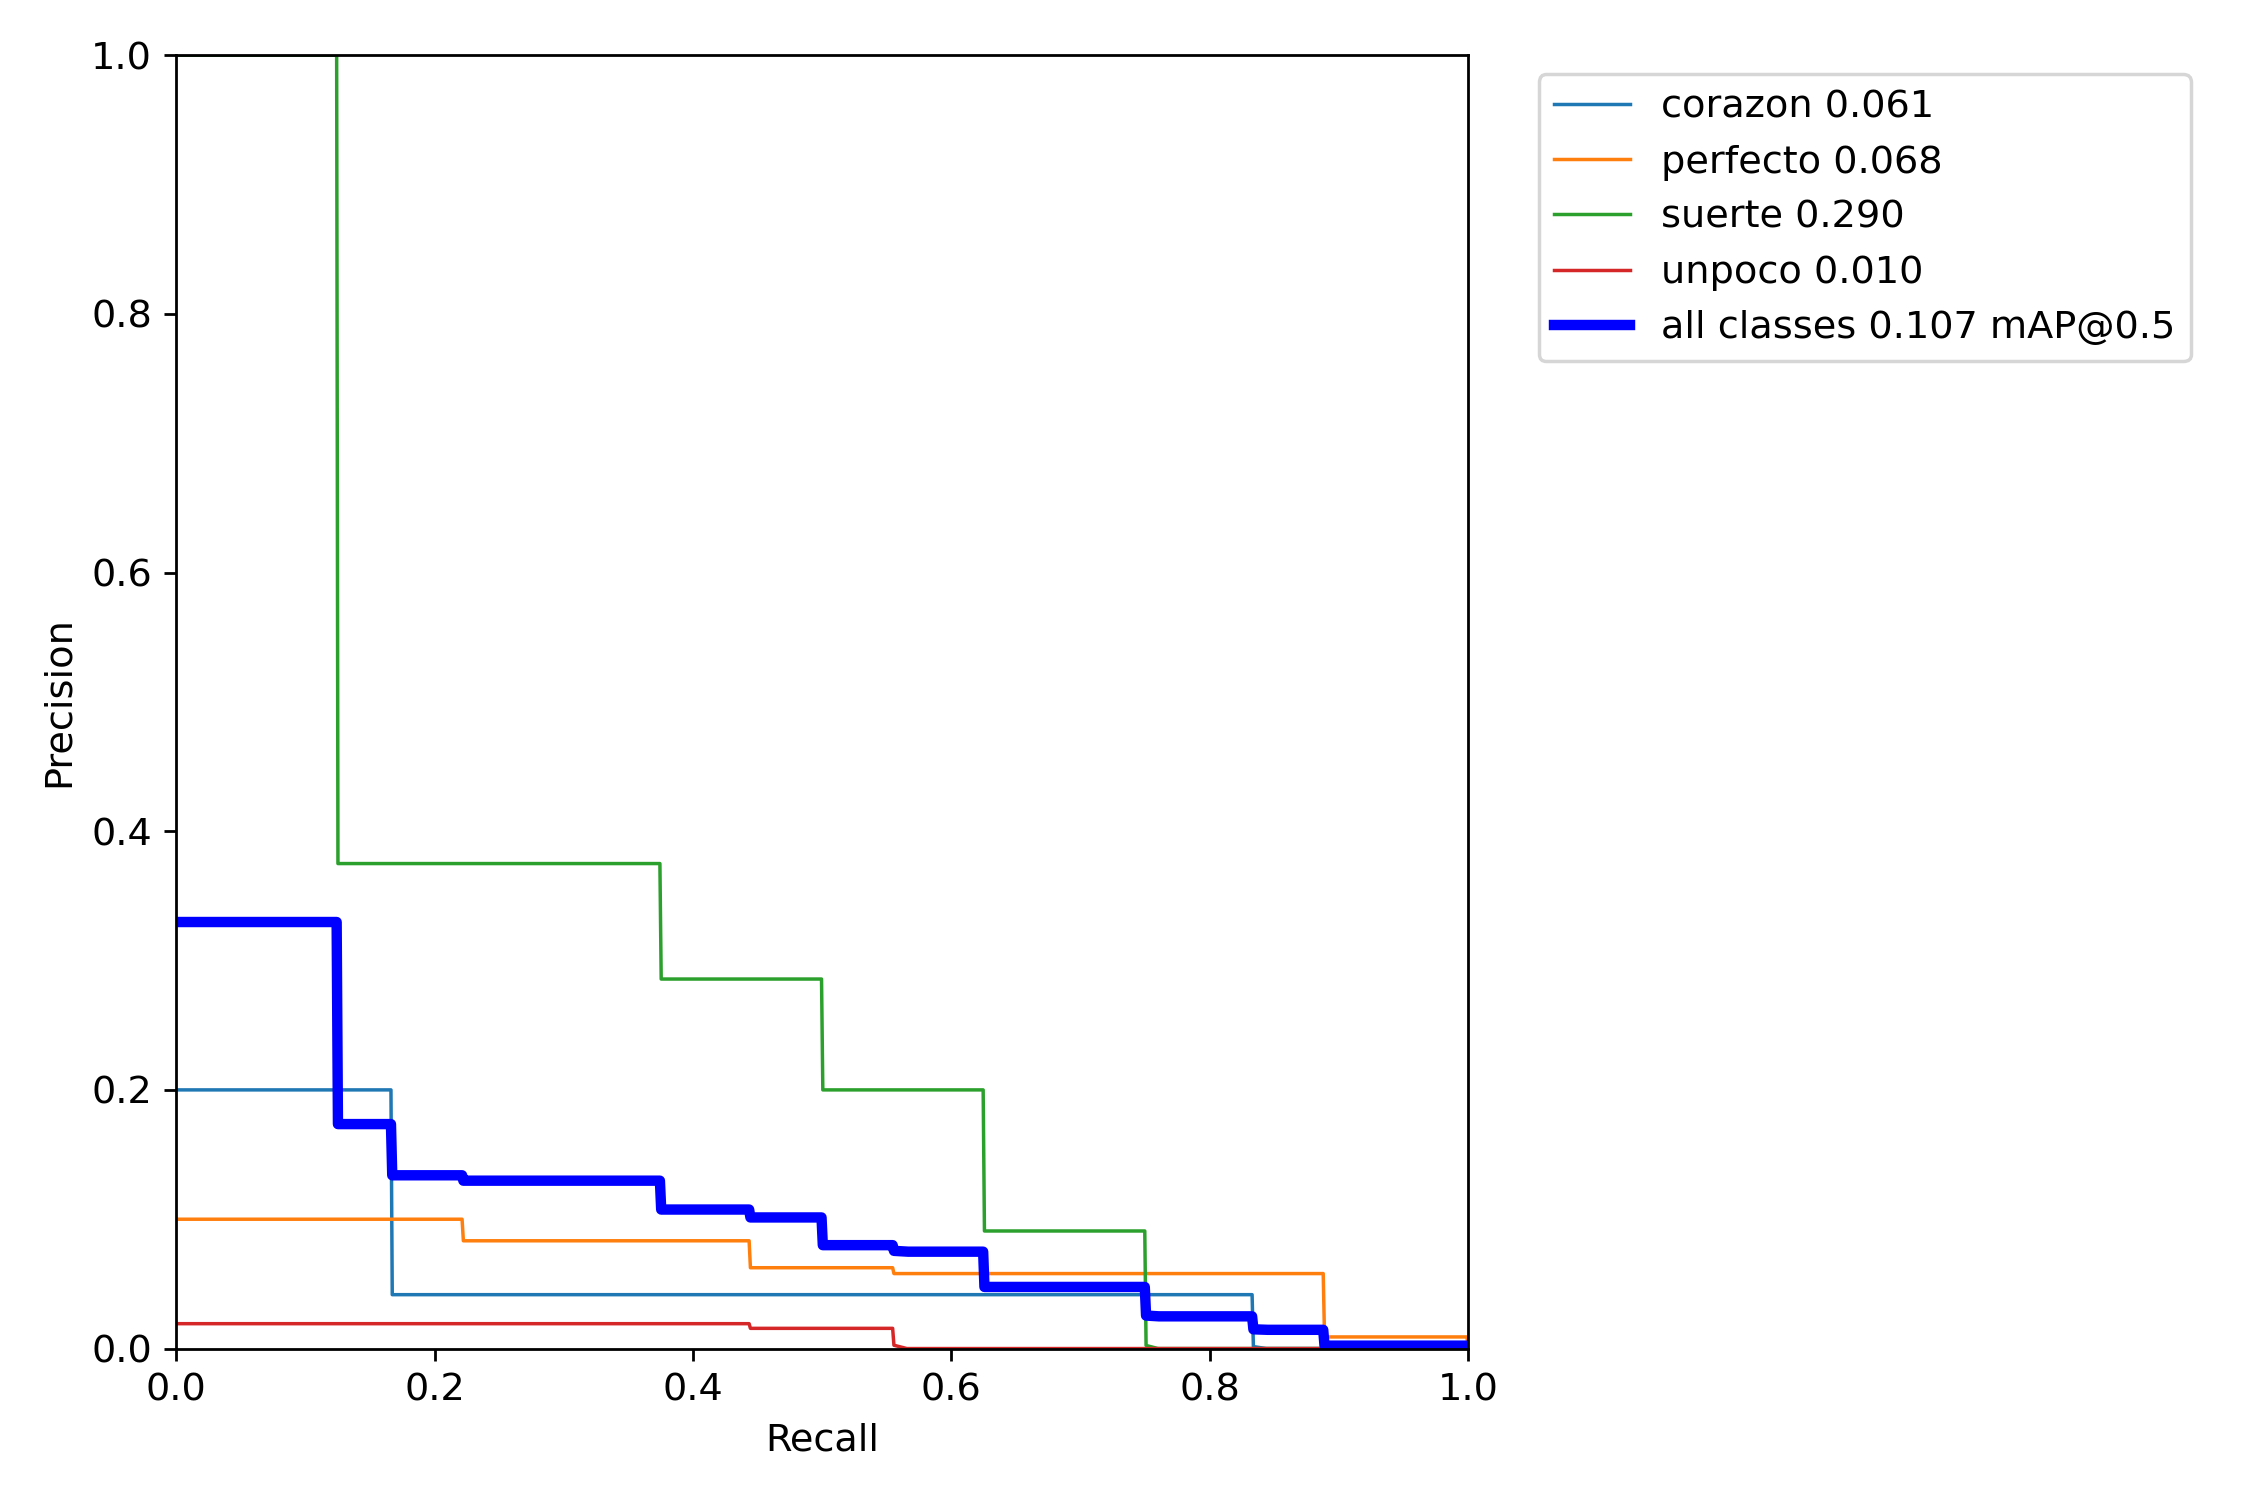 1.0
0.8
0.6
0.4
0.2
0.0
Precision
0.0 0.2 0.4 0.6 0.8 1.0
Recall
corazon 0.061
perfecto 0.068
suerte 0.290
unpoco 0.010
all classes 0.107 mAP@0.5